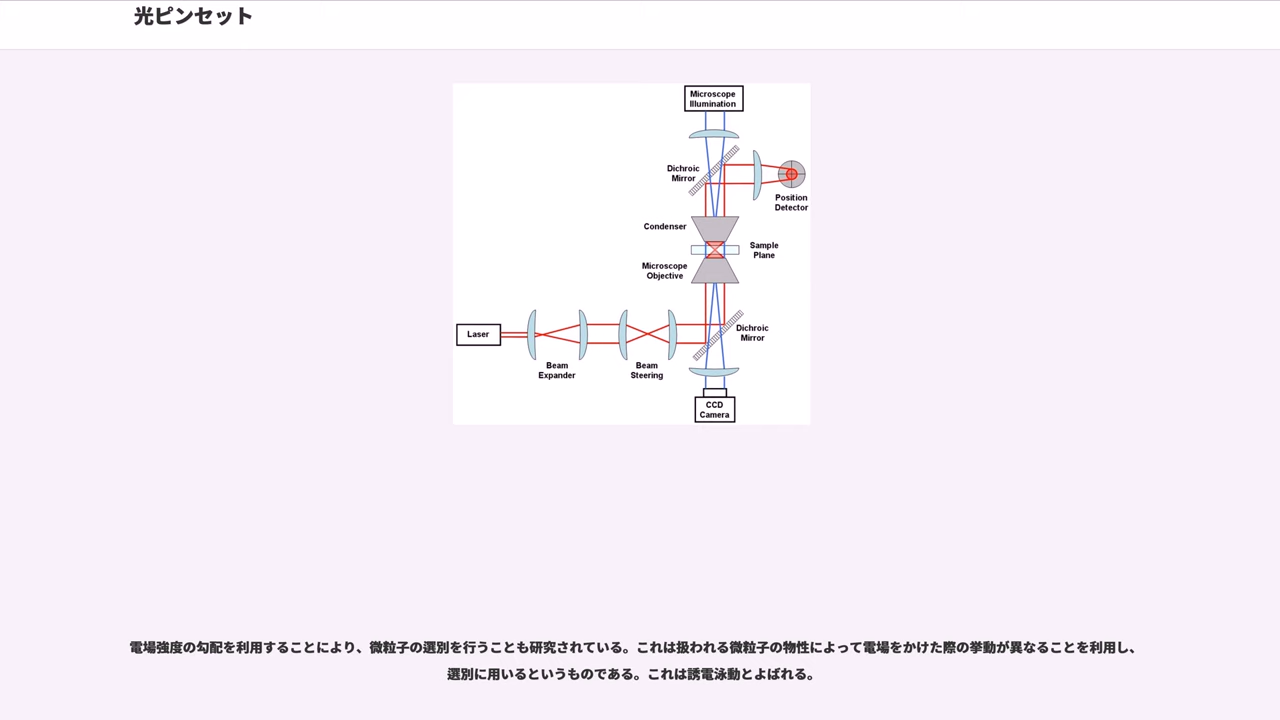 光ピンセット
Microscope
Illumination
Dichroic
Mirror
Position
Detector
Condenser
Sample
Plane
Microscope
Objective
Laser
Dichroic
Mirror
Beam
Expander
Beam
Steering
CCD
Camera
電場強度の勾配を利用することにより、微粒子の選別を行うことも研究されている。これは扱われる微粒子の物性によって電場をかけた際の挙動が異なることを利用し、
選別に用いるというものである。これは誘電泳動とよばれる。